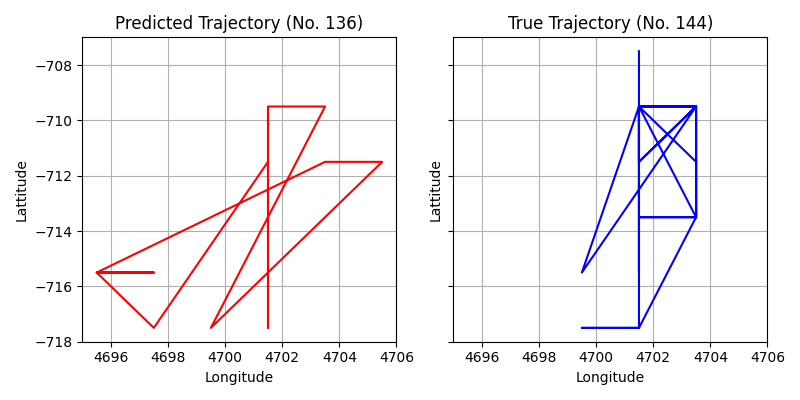 Predicted Trajectory (No. 136)
Lattitude
−708
−710
−712
−714
−716
−718
4696 4698 4700 4702 4704 4706
Longitude
True Trajectory (No. 144)
Lattitude
4696 4698 4700 4702 4704 4706
Longitude